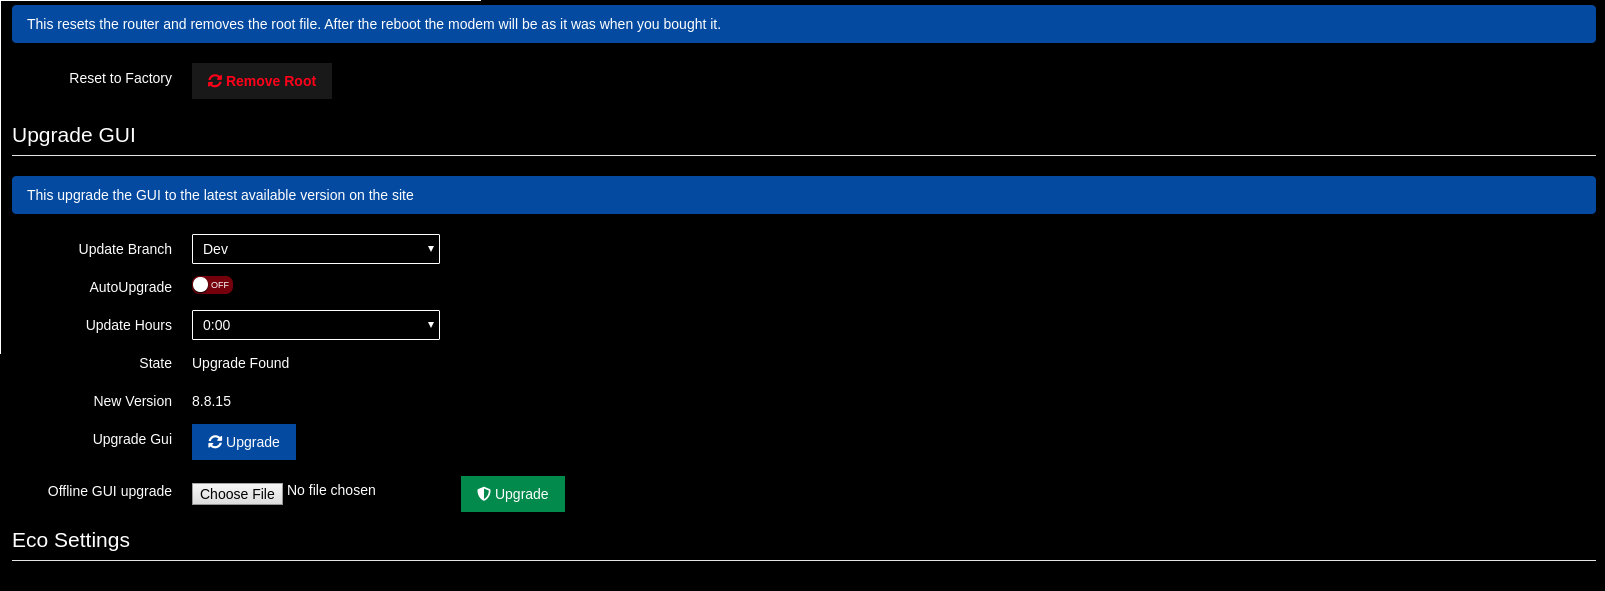 This resets the router and removes the root file. After the reboot the modem will be as it was when you bought it.
Reset to Factory Remove Root
Upgrade GUI
This upgrade the GUI to the latest available version on the site
Update Branch Dev
AutoUpgrade OFF
Update Hours 0:00
State Upgrade Found
New Version 8.8.15
Upgrade Gui Upgrade
Offline GUI upgrade Choose File No file chosen Upgrade
Eco Settings